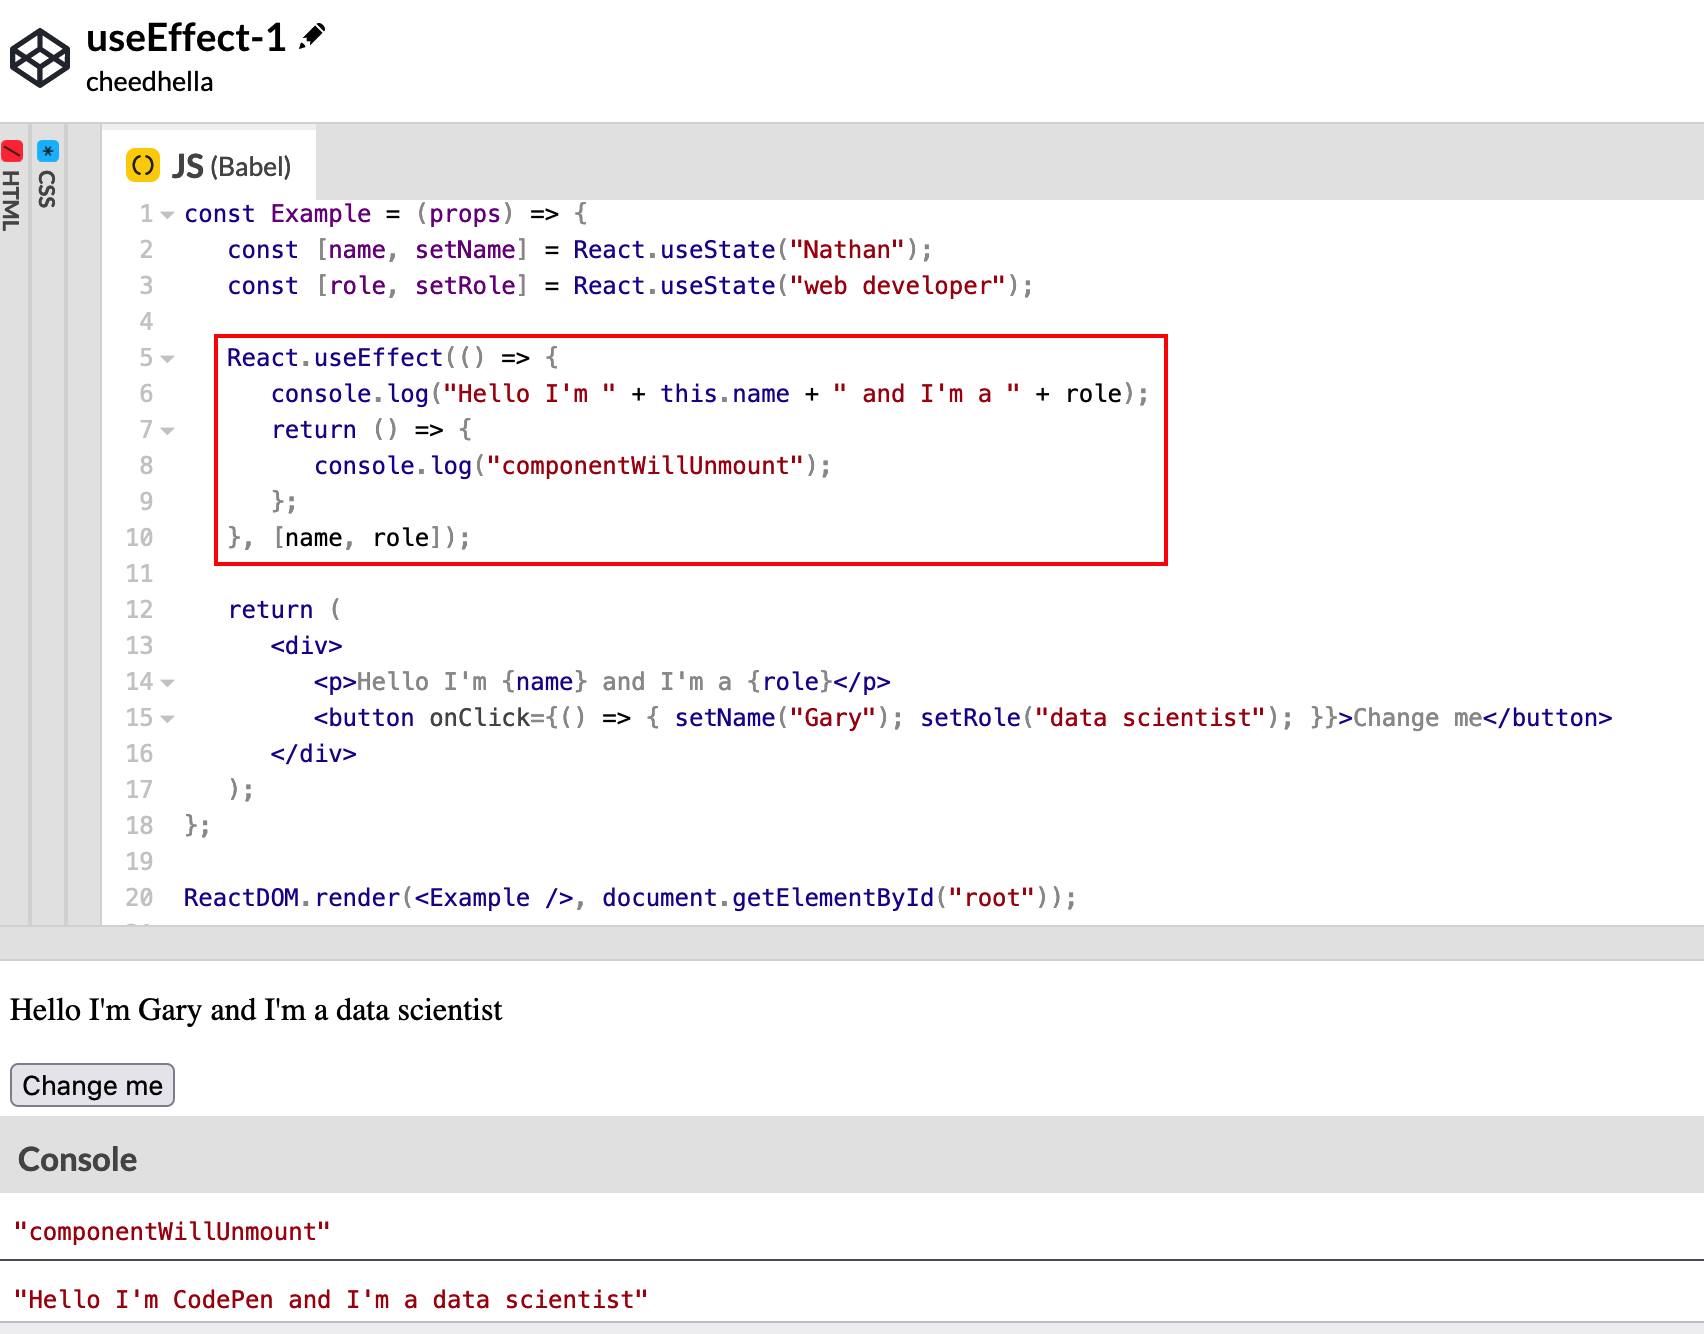 useEffect-1
cheedhella
HTML
CSS
JS (Babel)
1 const Example = (props) => {
2 const [name, setName] = React.useState("Nathan");
3 const [role, setRole] = React.useState("web developer");
4
5 React.useEffect(() => {
6 console.log("Hello I'm " + this.name + " and I'm a " + role);
7 return () => {
8 console.log("componentWillUnmount");
9 };
10 }, [name, role]);
11
12 return (
13 <div>
14 <p>Hello I'm {name} and I'm a {role}</p>
15 <button onClick={() => { setName("Gary"); setRole("data scientist"); }}>Change me</button>
16 </div>
17 );
18 };
19
20 ReactDOM.render(<Example />, document.getElementById("root"));
Hello I'm Gary and I'm a data scientist
Change me
Console
"componentWillUnmount"
"Hello I'm CodePen and I'm a data scientist"